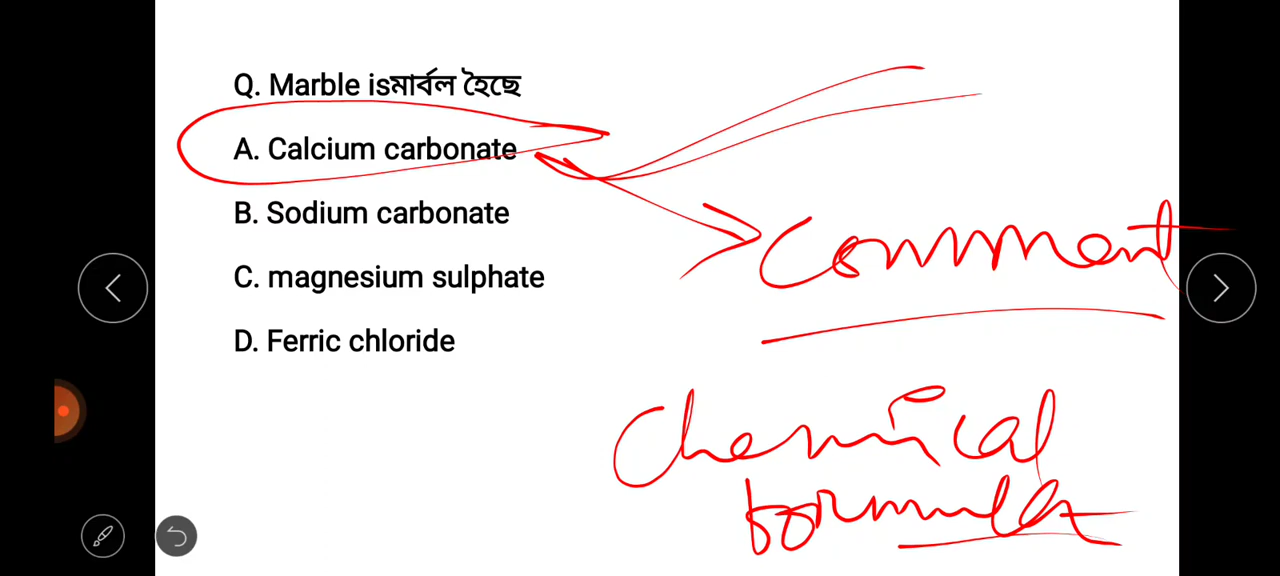 Q. Marble isমাৰ্বল হৈছে
A. Calcium carbonate
B. Sodium carbonate
C. magnesium sulphate
D. Ferric chloride
Comment
Chemical
formula